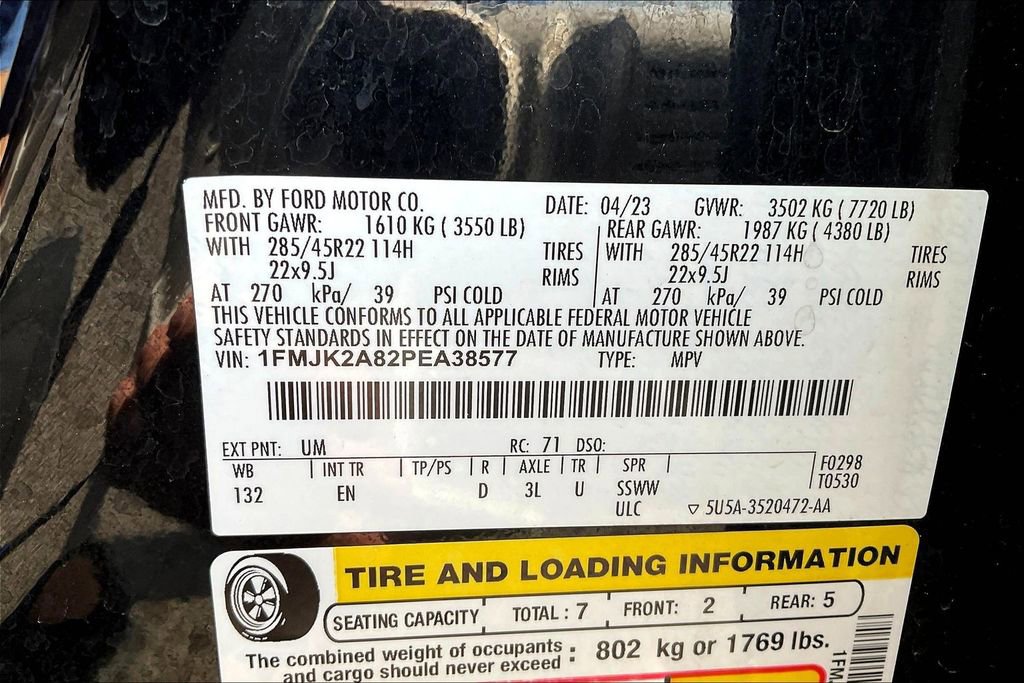 MFD. BY FORD MOTOR CO. DATE: 04/23 GVWR: 3502 KG ( 7720 LB)
FRONT GAWR: 1610 KG ( 3550 LB) REAR GAWR: 1987 KG ( 4380 LB)
WITH 285/45R22 114H TIRES WITH 285/45R22 114H TIRES
22x9.5J RIMS 22x9.5J RIMS
AT 270 kPa/ 39 PSI COLD AT 270 kPa/ 39 PSI COLD
THIS VEHICLE CONFORMS TO ALL APPLICABLE FEDERAL MOTOR VEHICLE
SAFETY STANDARDS IN EFFECT ON THE DATE OF MANUFACTURE SHOWN ABOVE.
VIN: 1FMJK2A82PEA38577 TYPE: MPV
EXT PNT: UM RC: 71 DSO:
WB INT TR TP/PS R AXLE TR SPR F0298
132 EN D 3L U SSWW T0530
ULC ▽ 5U5A-3520472-AA
TIRE AND LOADING INFORMATION
SEATING CAPACITY TOTAL : 7 FRONT: 2 REAR: 5
The combined weight of occupants
and cargo should never exceed : 802 kg or 1769 lbs.
1FM